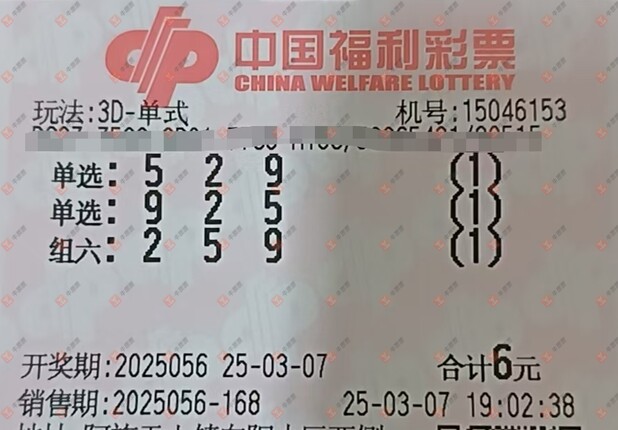 中国福利彩票
CHINA WELFARE LOTTERY
玩法:3D-单式 机号:15046153
单选: 5 2 9 (1)
单选: 9 2 5 (1)
组六: 2 5 9 (1)
开奖期:2025056 25-03-07 合计6元
销售期:2025056-168 25-03-07 19:02:38